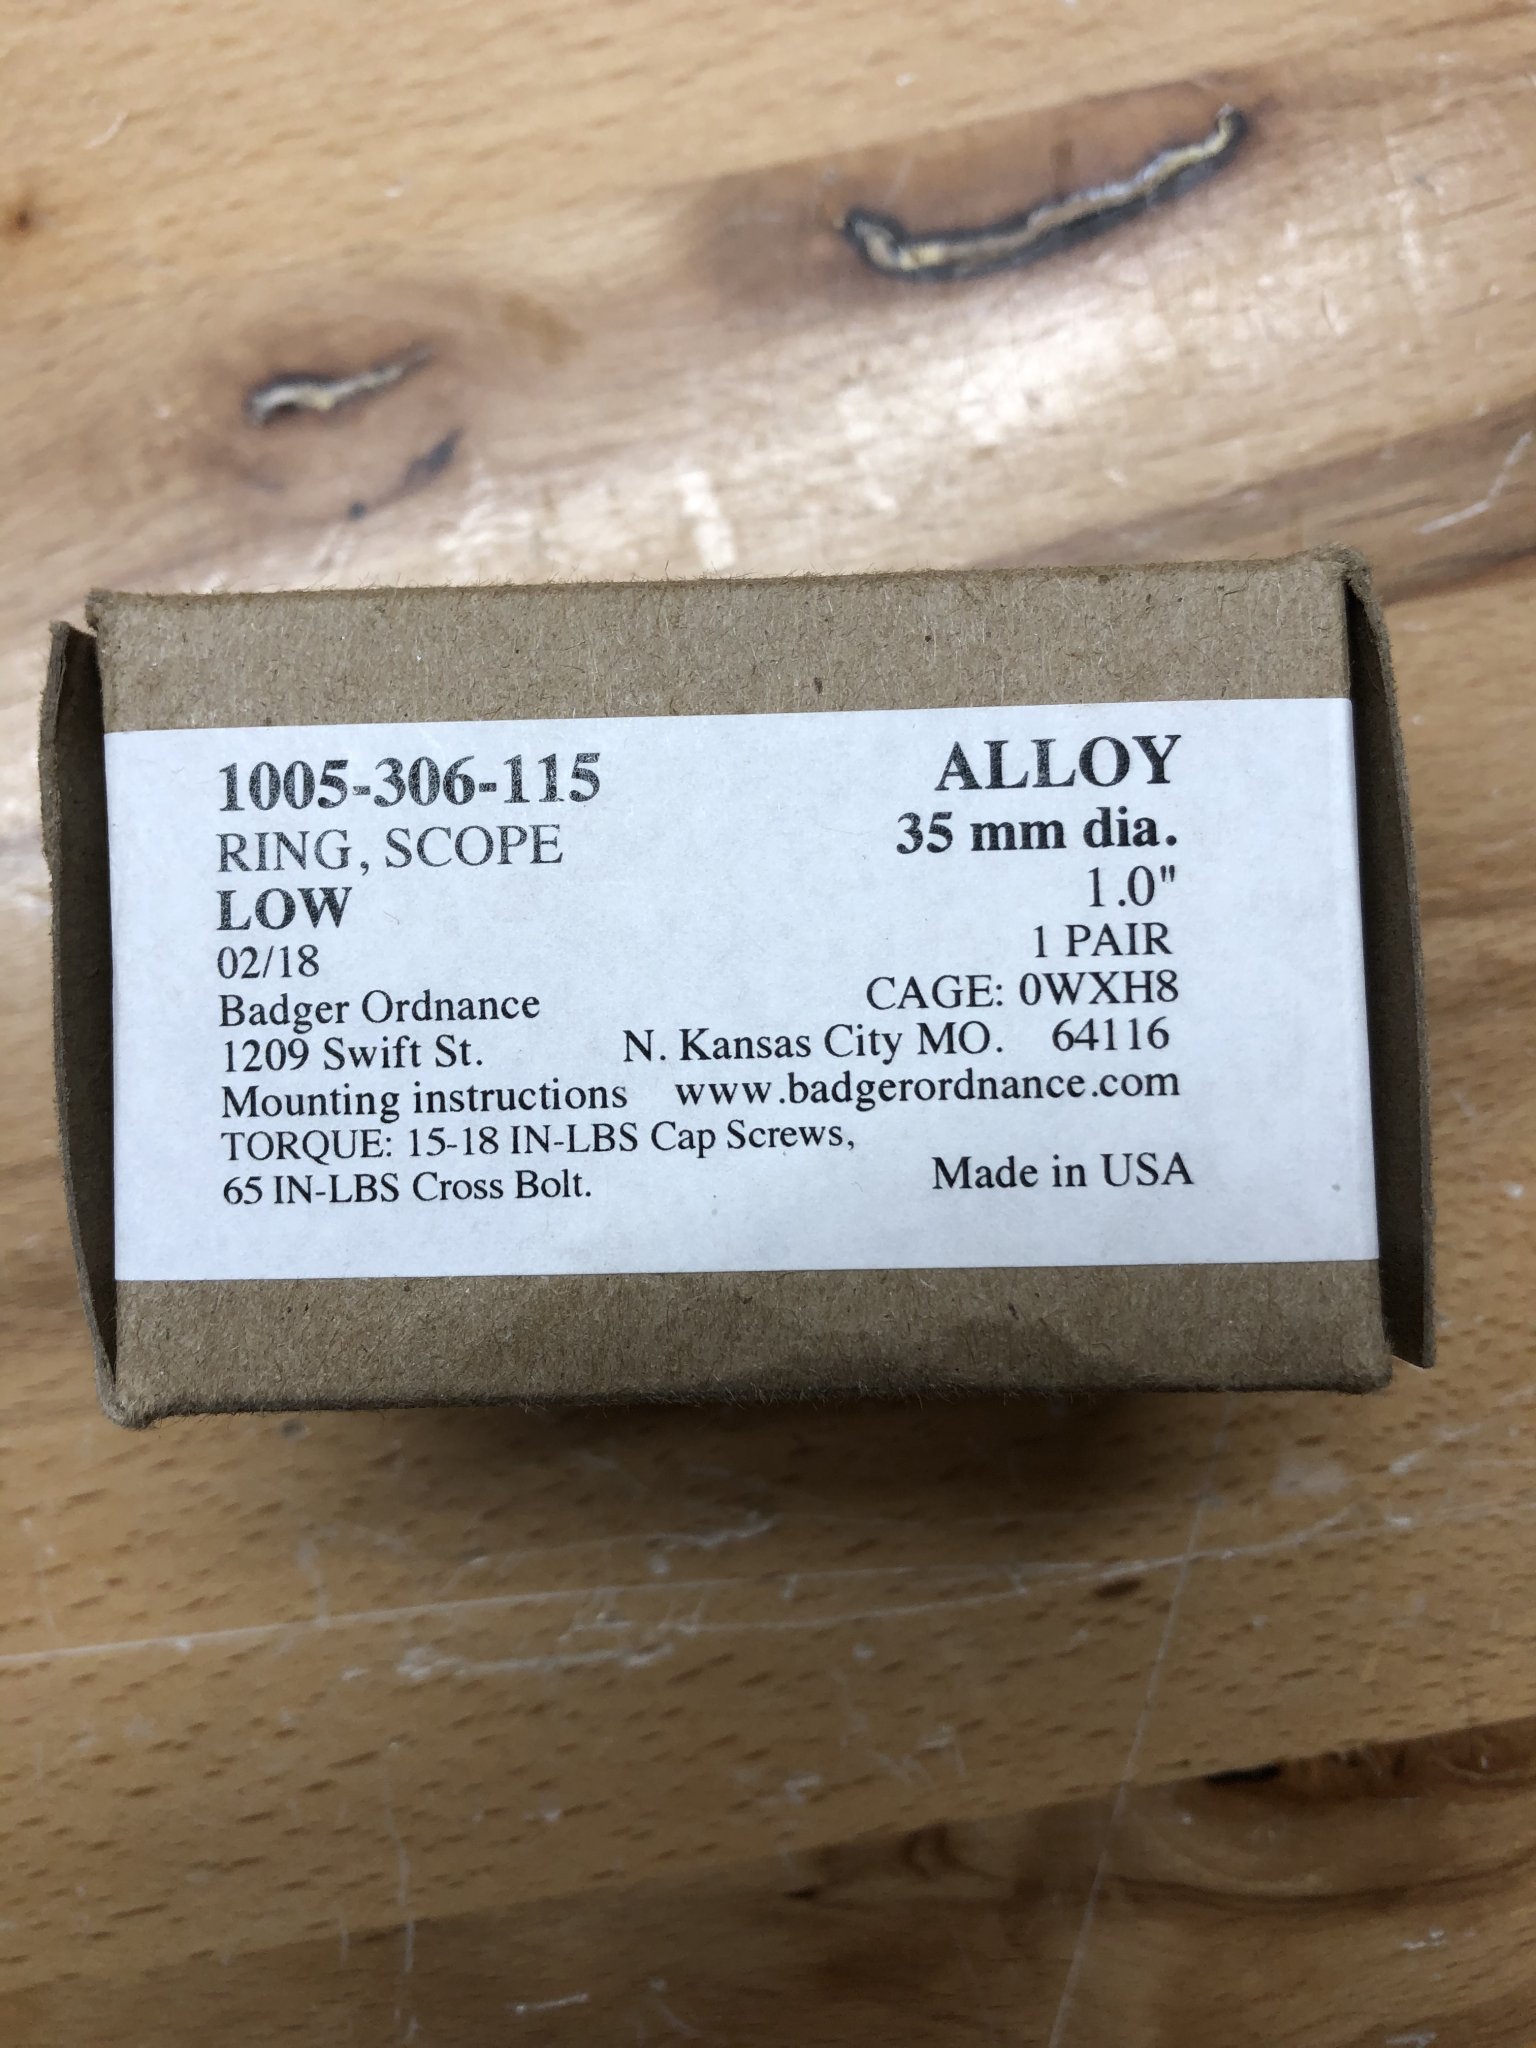 1005-306-115 ALLOY
RING, SCOPE 35 mm dia.
LOW 1.0"
02/18 1 PAIR
Badger Ordnance CAGE: 0WXH8
1209 Swift St. N. Kansas City MO. 64116
Mounting instructions www.badgerordnance.com
TORQUE: 15-18 IN-LBS Cap Screws,
65 IN-LBS Cross Bolt. Made in USA